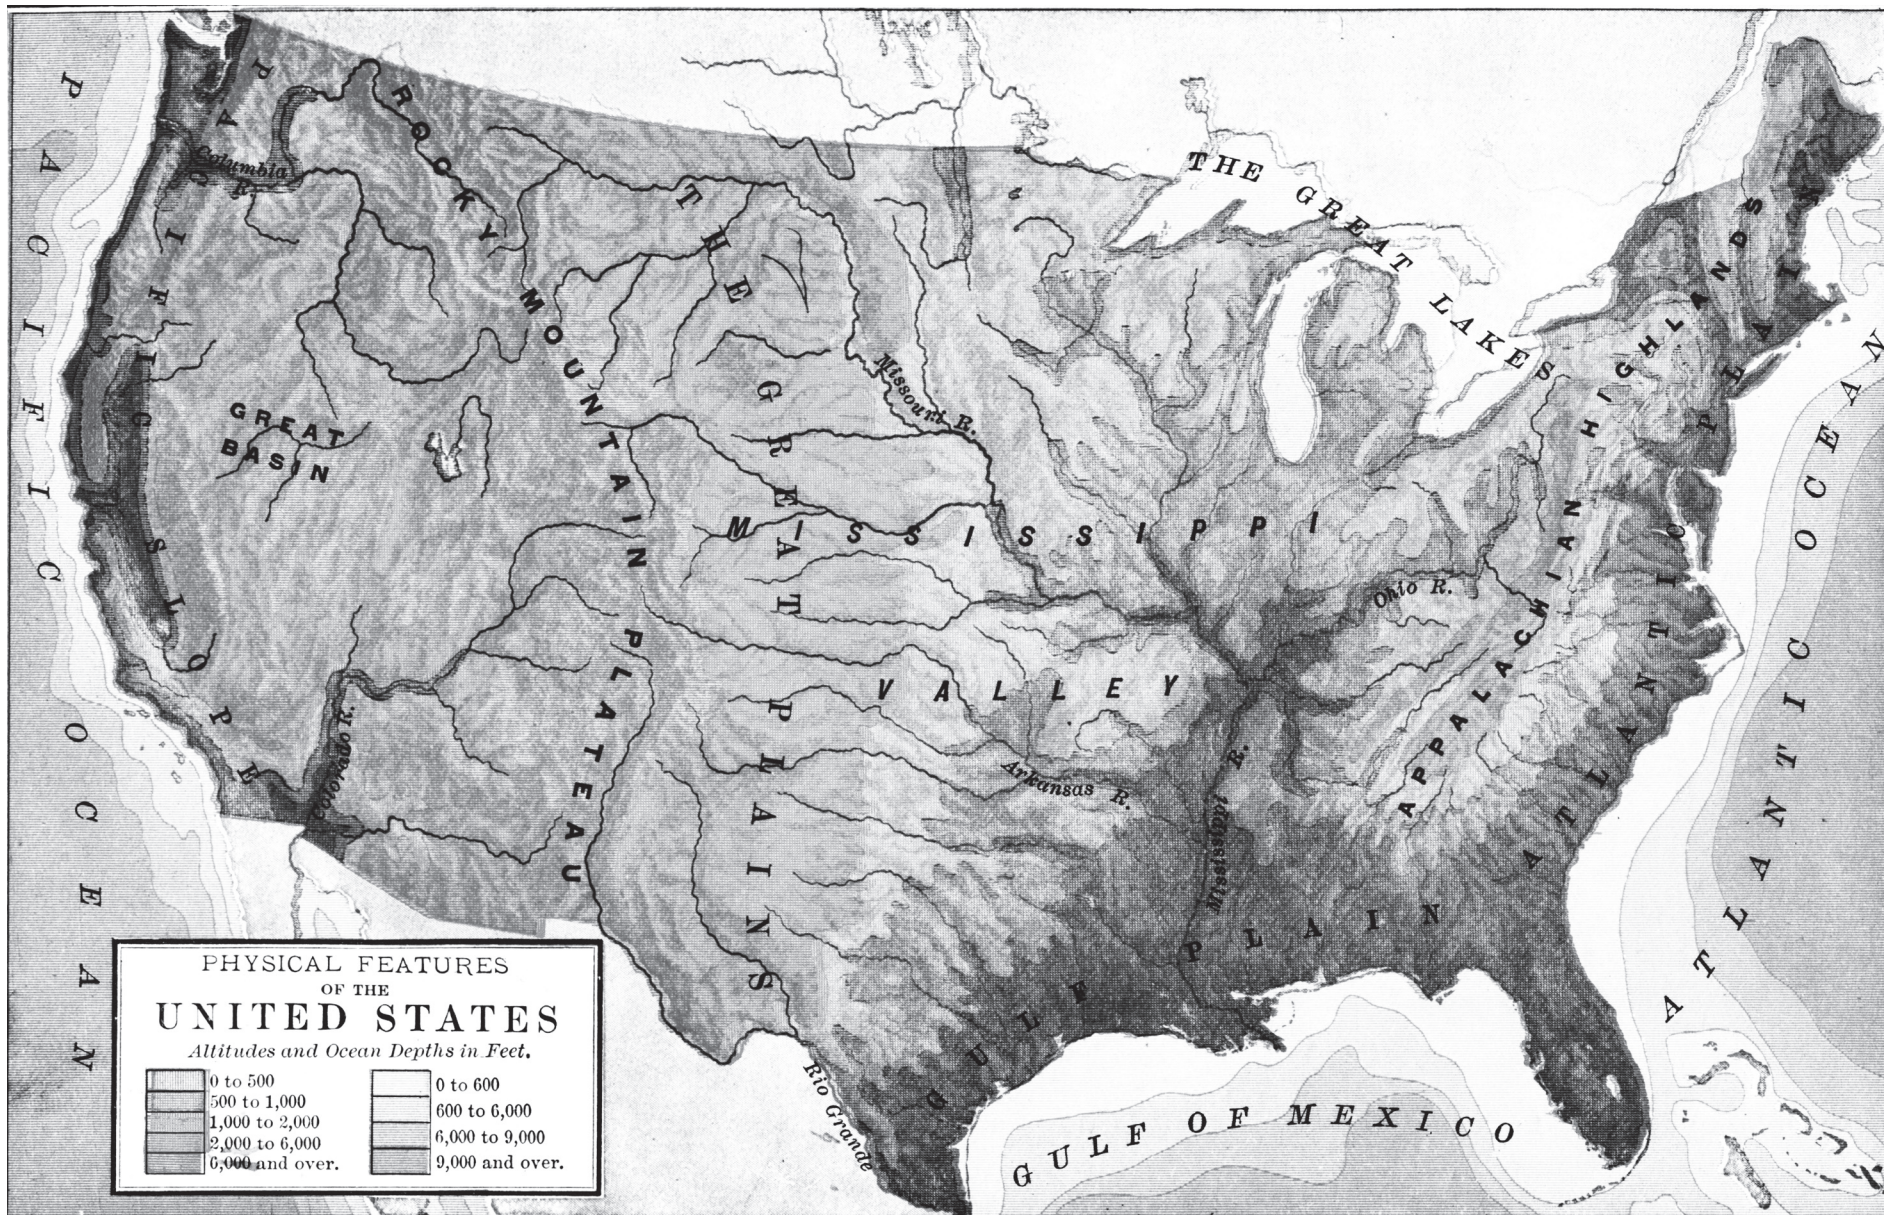 PACIFIC OCEAN
PACIFIC SLOPE
Columbia
R.
ROCKY MOUNTAIN PLATEAU
GREAT
BASIN
Colorado R.
THE GREAT PLAINS
Missouri R.
MISSISSIPPI
VALLEY
Arkansas R.
Mississippi R.
Ohio R.
THE GREAT LAKES
APPALACHIAN HIGHLANDS
ATLANTIC PLAIN
GULF PLAIN
Rio Grande
GULF OF MEXICO
ATLANTIC OCEAN
PHYSICAL FEATURES
OF THE
UNITED STATES
Altitudes and Ocean Depths in Feet.
0 to 500
500 to 1,000
1,000 to 2,000
2,000 to 6,000
6,000 and over.
0 to 600
600 to 6,000
6,000 to 9,000
9,000 and over.